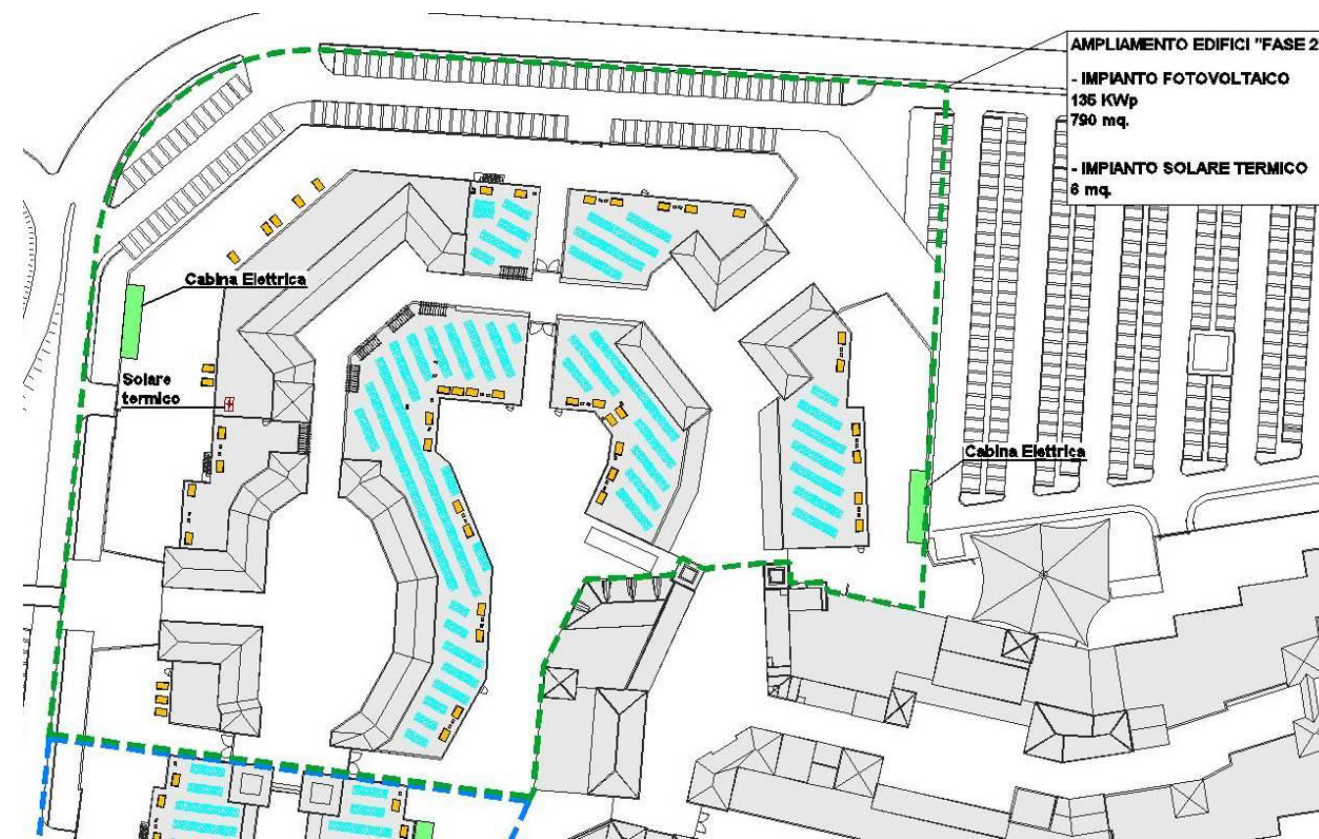 AMPLIAMENTO EDIFICI "FASE 2
- IMPIANTO FOTOVOLTAICO
135 KWp
790 mq.
- IMPIANTO SOLARE TERMICO
6 mq.
Cabina Elettrica
Solare
termico
Cabina Elettrica